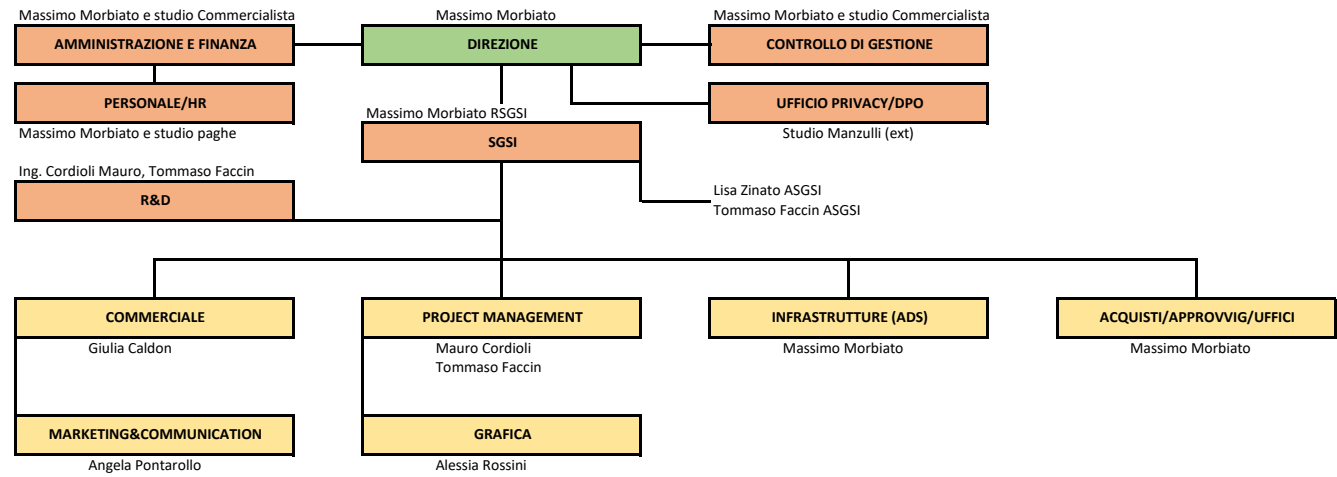 Massimo Morbiato e studio Commercialista
Massimo Morbiato
Massimo Morbiato e studio Commercialista
AMMINISTRAZIONE E FINANZA
DIREZIONE
CONTROLLO DI GESTIONE
PERSONALE/HR
UFFICIO PRIVACY/DPO
Massimo Morbiato RSGSI
Massimo Morbiato e studio paghe
Studio Manzulli (ext)
SGSI
Ing. Cordioli Mauro, Tommaso Faccin
R&D
Lisa Zinato ASGSI
Tommaso Faccin ASGSI
COMMERCIALE
PROJECT MANAGEMENT
INFRASTRUTTURE (ADS)
ACQUISTI/APPROVVIG/UFFICI
Giulia Caldon
Mauro Cordioli
Tommaso Faccin
Massimo Morbiato
Massimo Morbiato
MARKETING&COMMUNICATION
GRAFICA
Angela Pontarollo
Alessia Rossini